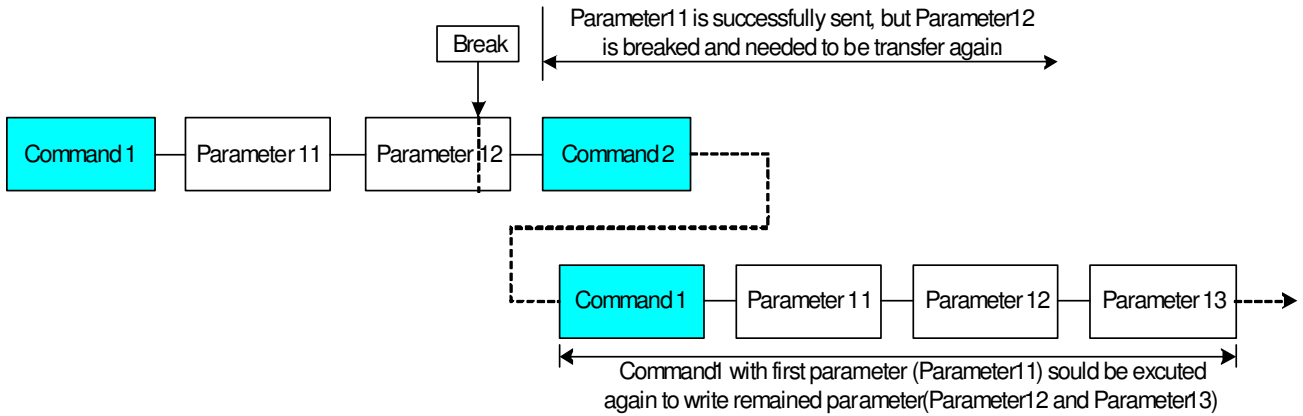 Parameter11 is successfully sent, but Parameter12
is breaked and needed to be transfer again.
Break
Command 1
Parameter 11
Parameter 12
Command 2
Command 1
Parameter 11
Parameter 12
Parameter 13
Command1 with first parameter (Parameter11) sould be excuted
again to write remained parameter(Parameter12 and Parameter13)